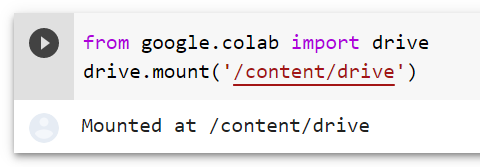 from google.colab import drive
drive.mount('/content/drive')
Mounted at /content/drive